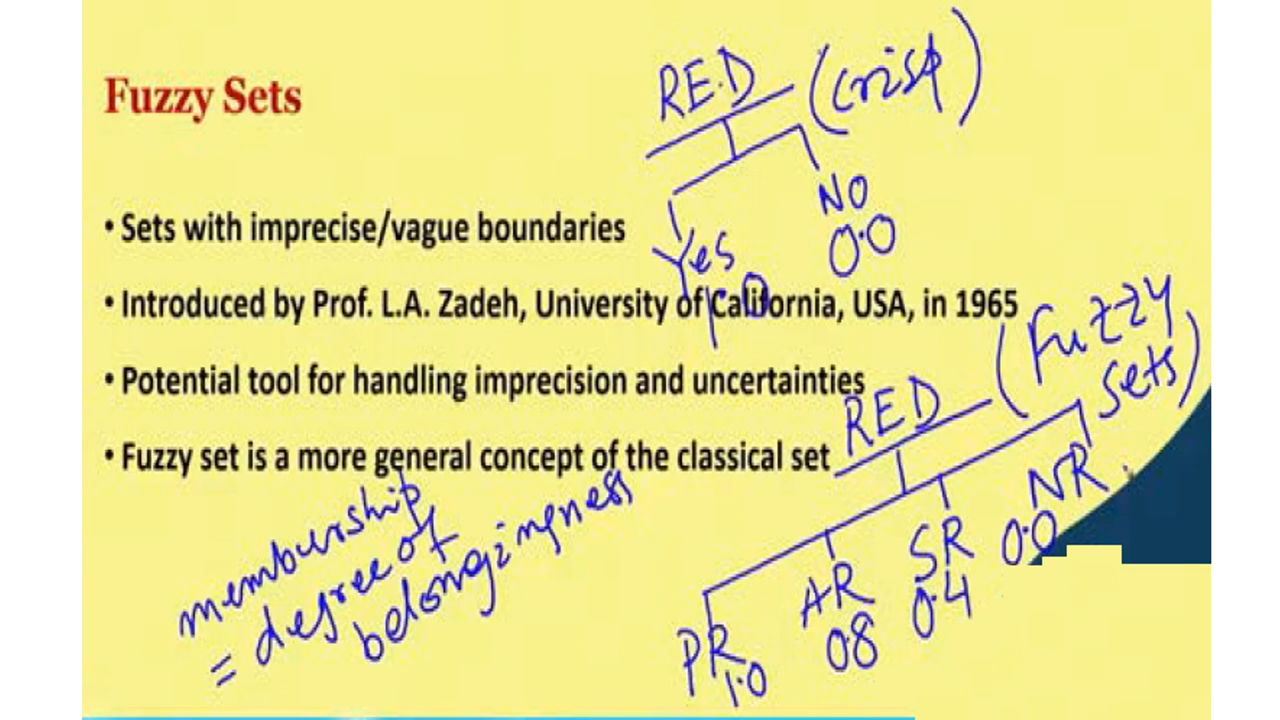 Fuzzy Sets
RED (crisp)
Yes
1.0
NO
0.0
• Sets with imprecise/vague boundaries
• Introduced by Prof. L.A. Zadeh, University of California, USA, in 1965
• Potential tool for handling imprecision and uncertainties
• Fuzzy set is a more general concept of the classical set
RED (Fuzzy
Sets)
PR
1.0
AR
0.8
SR
0.4
NR
0.0
membership
= degree of
belongingness